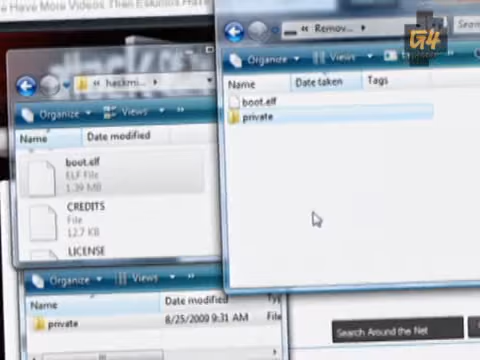 e Have More Videos Then Eskimos Have
G4
Remov...
Organize
Views
Name
Date taken
Tags
boot.elf
private
hackmi...
Organize
Views
Name
Date modified
boot.elf
ELF File
1.39 MB
CREDITS
File
12.7 KB
LICENSE
Organize
Views
Name
Date modified
private
8/25/2009 9:31 AM
File
Search Around the Net